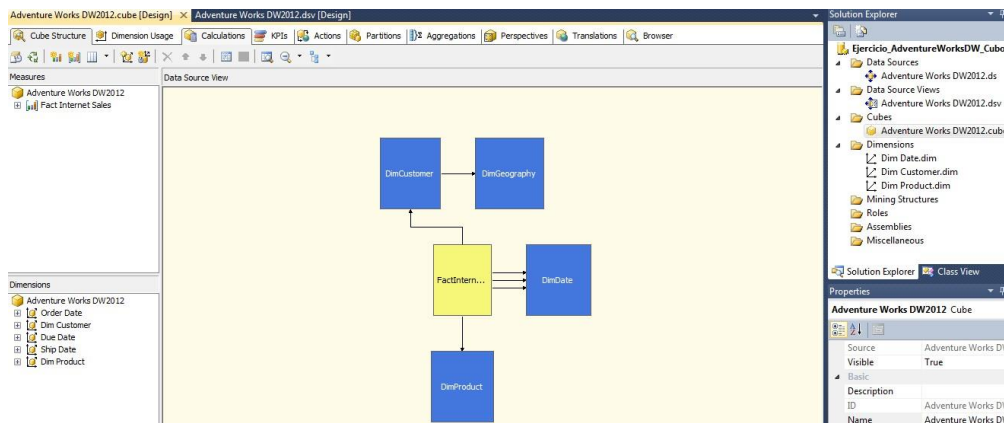 Adventure Works DW2012.cube [Design]
Adventure Works DW2012.dsv [Design]
Cube Structure
Dimension Usage
Calculations
KPIs
Actions
Partitions
Aggregations
Perspectives
Translations
Browser
Measures
Adventure Works DW2012
Fact Internet Sales
Dimensions
Adventure Works DW2012
Order Date
Dim Customer
Due Date
Ship Date
Dim Product
Data Source View
DimCustomer
DimGeography
FactIntern...
DimDate
DimProduct
Solution Explorer
Ejercicio_AdventureWorksDW_Cubo
Data Sources
Adventure Works DW2012.ds
Data Source Views
Adventure Works DW2012.dsv
Cubes
Adventure Works DW2012.cube
Dimensions
Dim Date.dim
Dim Customer.dim
Dim Product.dim
Mining Structures
Roles
Assemblies
Miscellaneous
Solution Explorer
Class View
Properties
Adventure Works DW2012 Cube
Source Adventure Works D
Visible True
Basic
Description
ID Adventure Works D
Name Adventure Works D